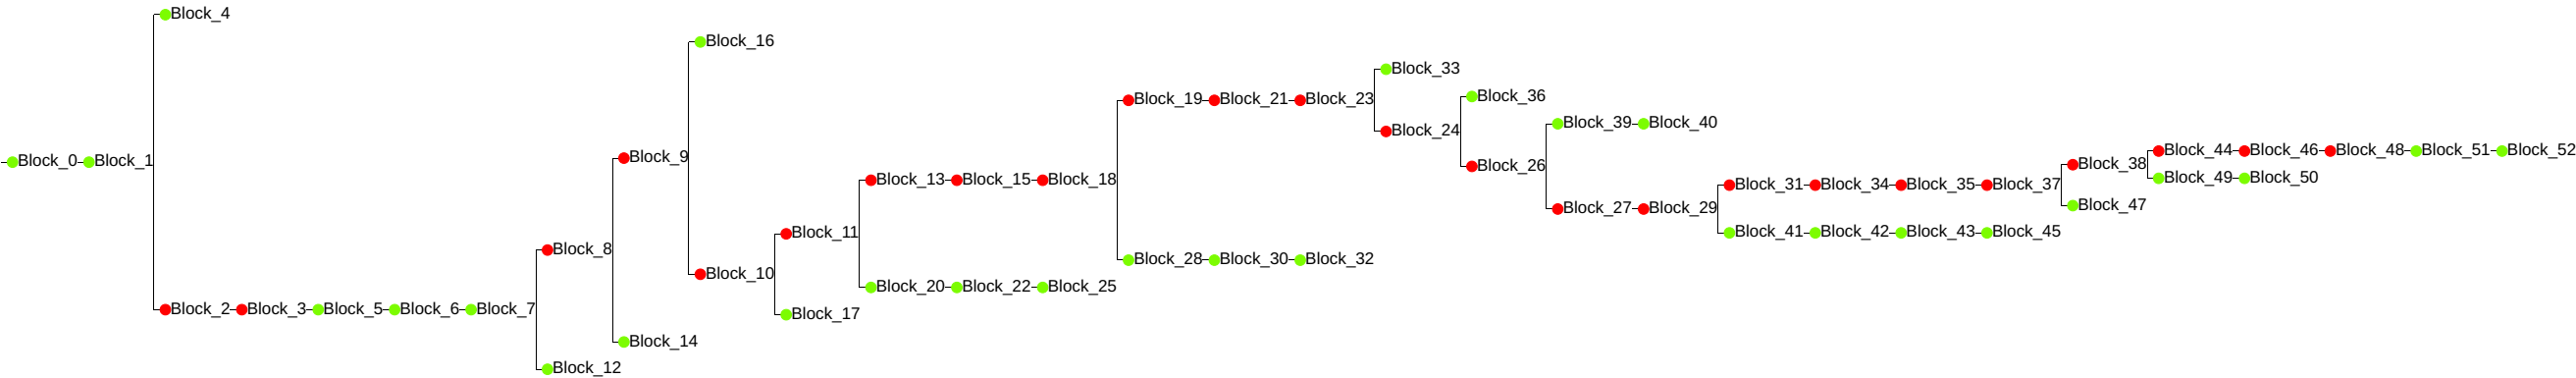 Block_4
Block_16
Block_33
Block_36
Block_19 Block_21 Block_23
Block_39 Block_40
Block_24
Block_44 Block_46 Block_48 Block_51 Block_52
Block_9
Block_0 Block_1
Block_38
Block_26
Block_49 Block_50
Block_13 Block_15 Block_18
Block_31 Block_34 Block_35 Block_37
Block_47
Block_27 Block_29
Block_11
Block_41 Block_42 Block_43 Block_45
Block_8
Block_28 Block_30 Block_32
Block_10
Block_20 Block_22 Block_25
Block_2 Block_3 Block_5 Block_6 Block_7
Block_17
Block_14
Block_12